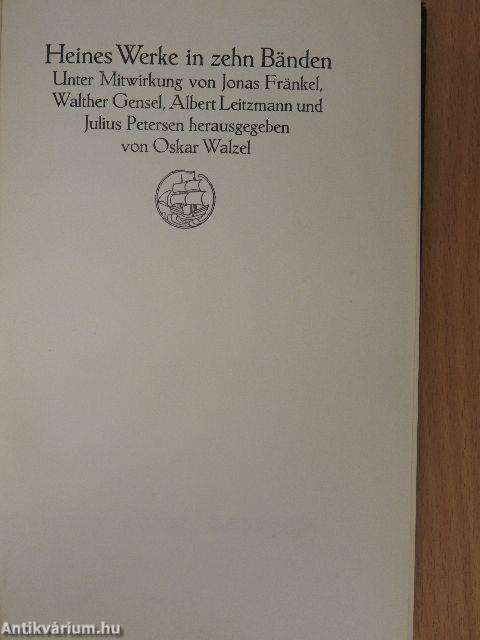 Heines Werke in zehn Bänden
Unter Mitwirkung von Jonas Fränkel,
Walther Gensel, Albert Leitzmann und
Julius Petersen herausgegeben
von Oskar Walzel
Antikvárium.hu